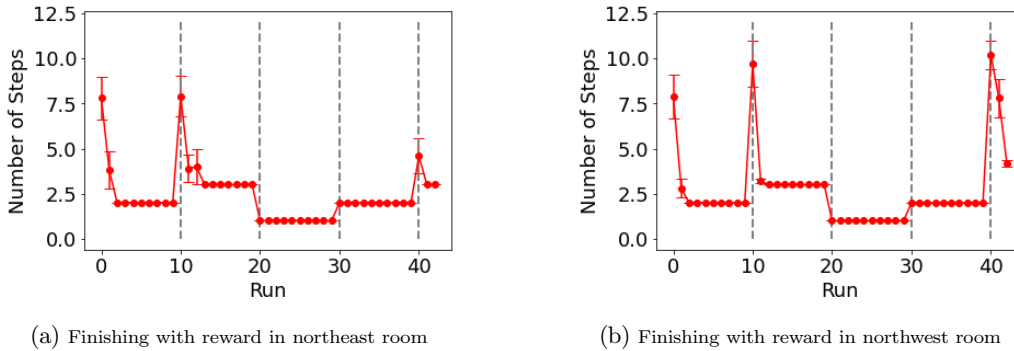 12.5
10.0
7.5
5.0
2.5
0.0
Number of Steps
0 10 20 30 40
Run
(a) Finishing with reward in northeast room
12.5
10.0
7.5
5.0
2.5
0.0
Number of Steps
0 10 20 30 40
Run
(b) Finishing with reward in northwest room